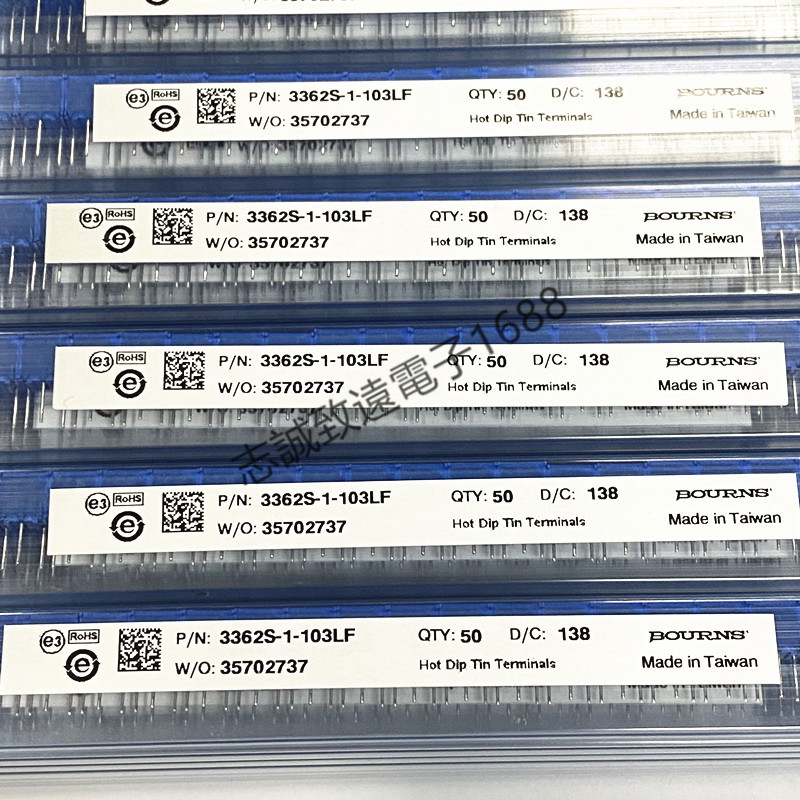 W/O: 35702737
e3 RoHS P/N: 3362S-1-103LF QTY: 50 D/C: 138 BOURNS
e W/O: 35702737 Hot Dip Tin Terminals Made in Taiwan
e3 RoHS P/N: 3362S-1-103LF QTY: 50 D/C: 138 BOURNS
e W/O: 35702737 Hot Dip Tin Terminals Made in Taiwan
e3 RoHS P/N: 3362S-1-103LF QTY: 50 D/C: 138 BOURNS
e W/O: 35702737 Hot Dip Tin Terminals Made in Taiwan
志誠致遠電子1688
e3 RoHS P/N: 3362S-1-103LF QTY: 50 D/C: 138 BOURNS
e W/O: 35702737 Hot Dip Tin Terminals Made in Taiwan
e3 RoHS P/N: 3362S-1-103LF QTY: 50 D/C: 138 BOURNS
e W/O: 35702737 Hot Dip Tin Terminals Made in Taiwan